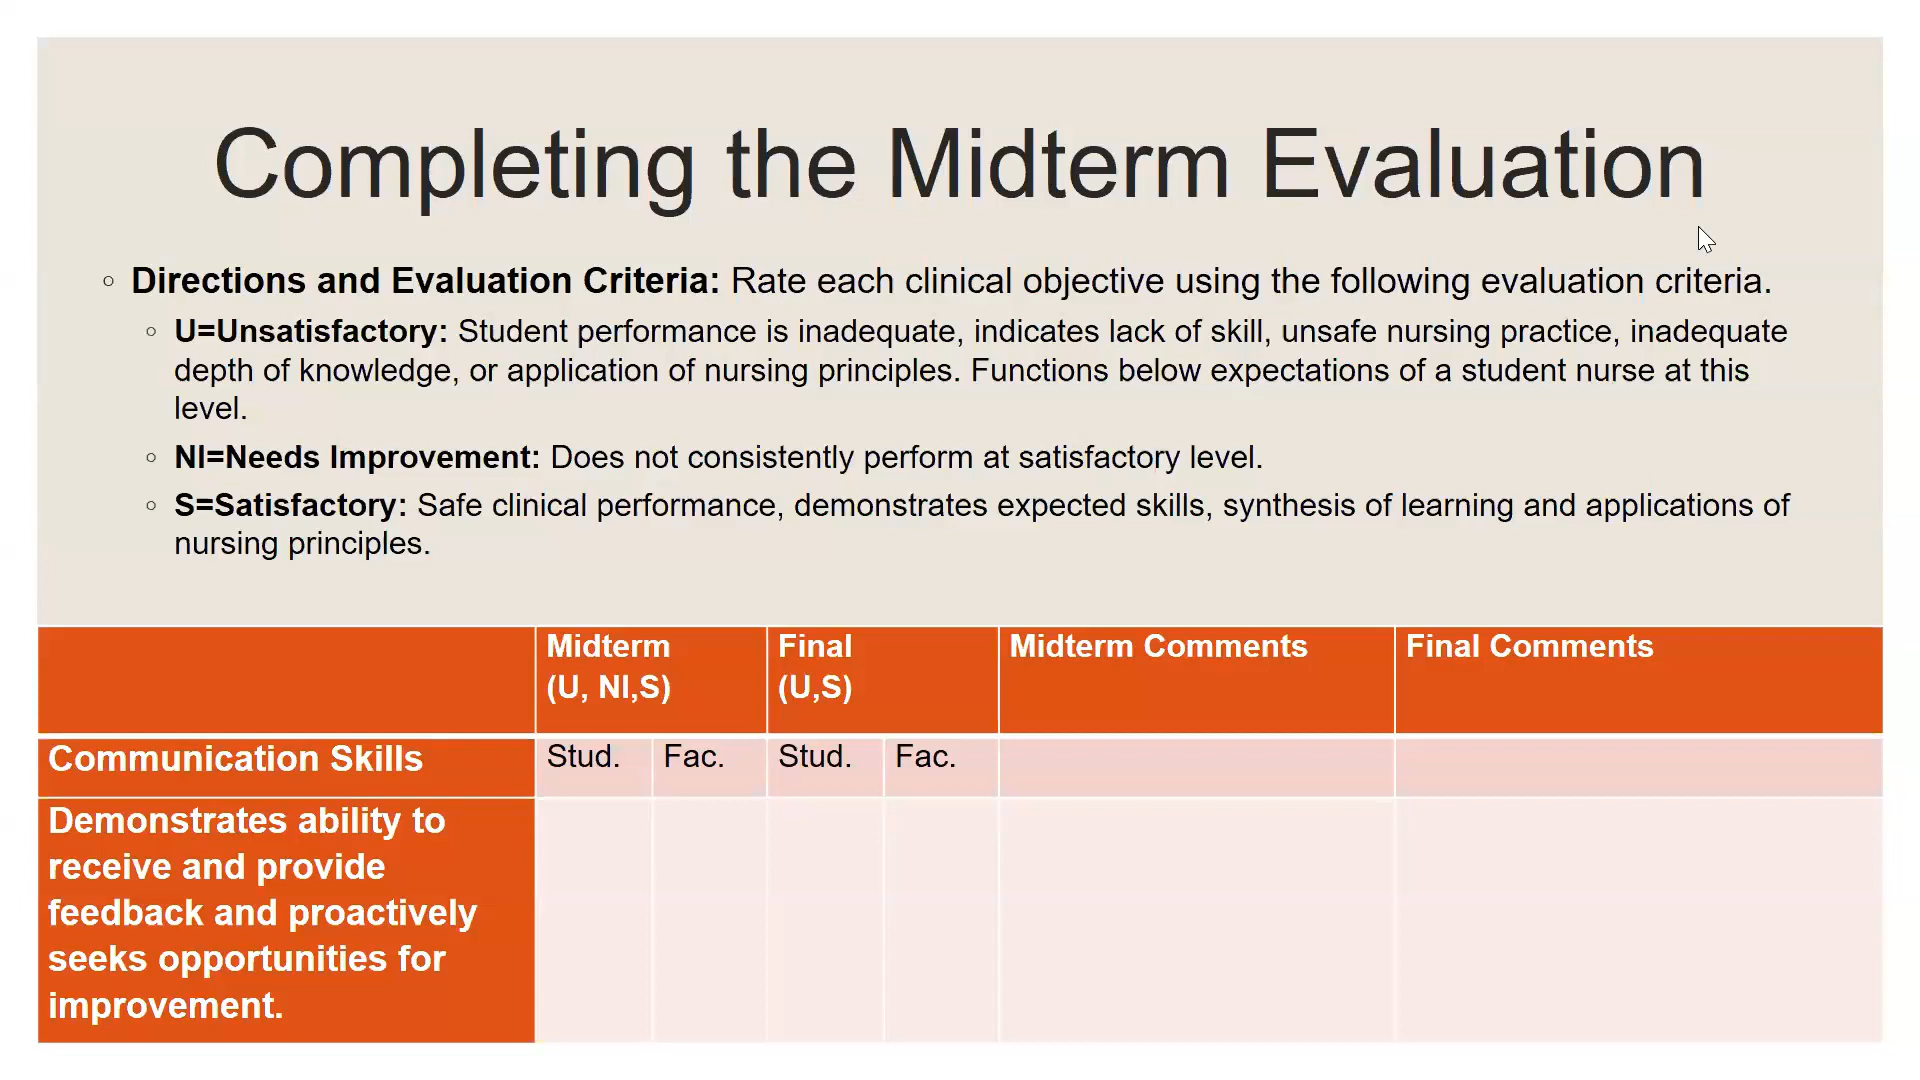 Completing the Midterm Evaluation
◦ Directions and Evaluation Criteria: Rate each clinical objective using the following evaluation criteria.
◦ U=Unsatisfactory: Student performance is inadequate, indicates lack of skill, unsafe nursing practice, inadequate
depth of knowledge, or application of nursing principles. Functions below expectations of a student nurse at this
level.
◦ NI=Needs Improvement: Does not consistently perform at satisfactory level.
◦ S=Satisfactory: Safe clinical performance, demonstrates expected skills, synthesis of learning and applications of
nursing principles.
Midterm Final Midterm Comments Final Comments
(U, NI,S) (U,S)
Communication Skills Stud. Fac. Stud. Fac.
Demonstrates ability to
receive and provide
feedback and proactively
seeks opportunities for
improvement.